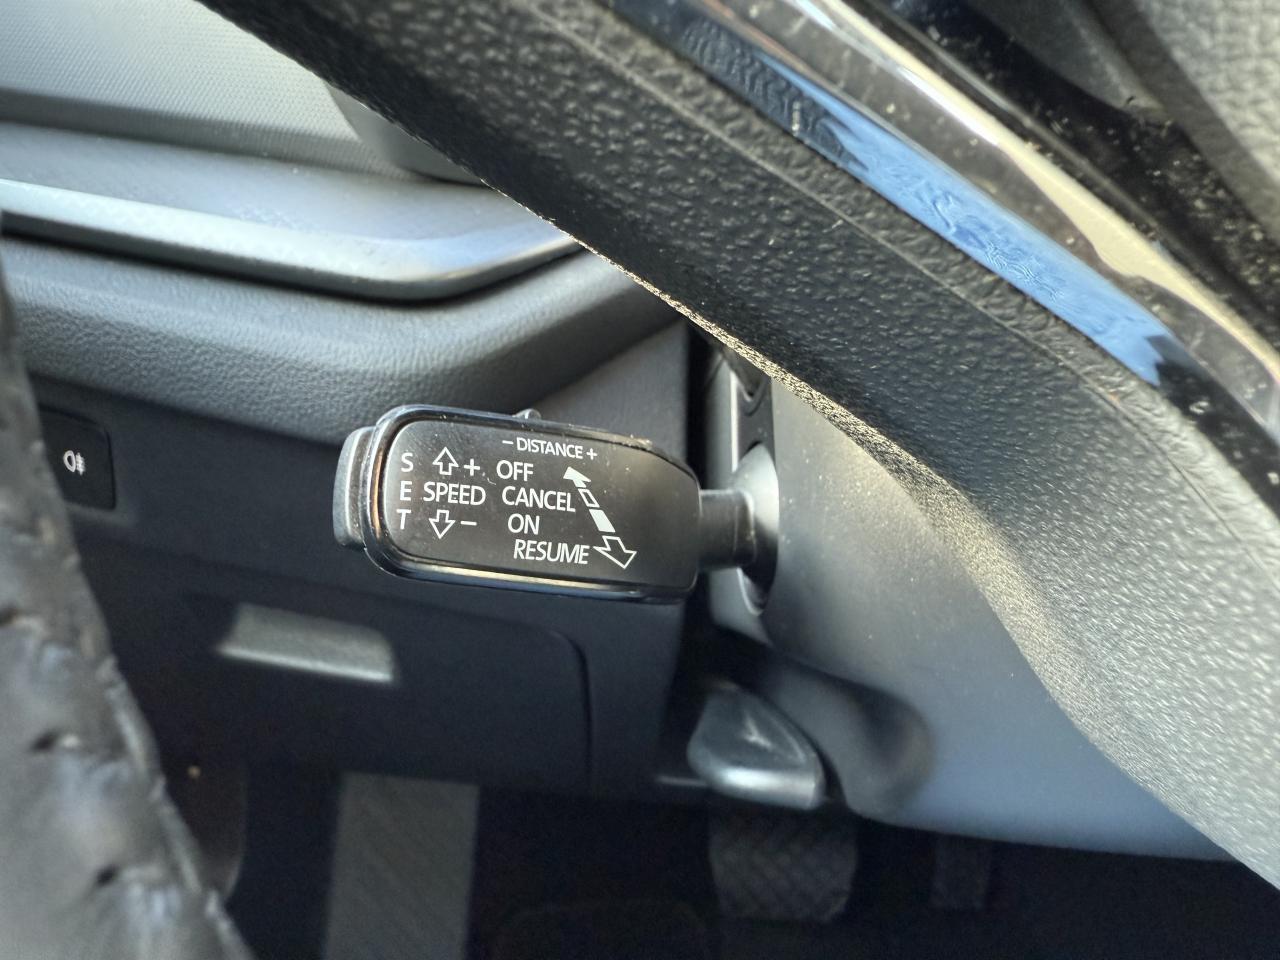 - DISTANCE +
S + OFF
E SPEED CANCEL
T - ON
RESUME